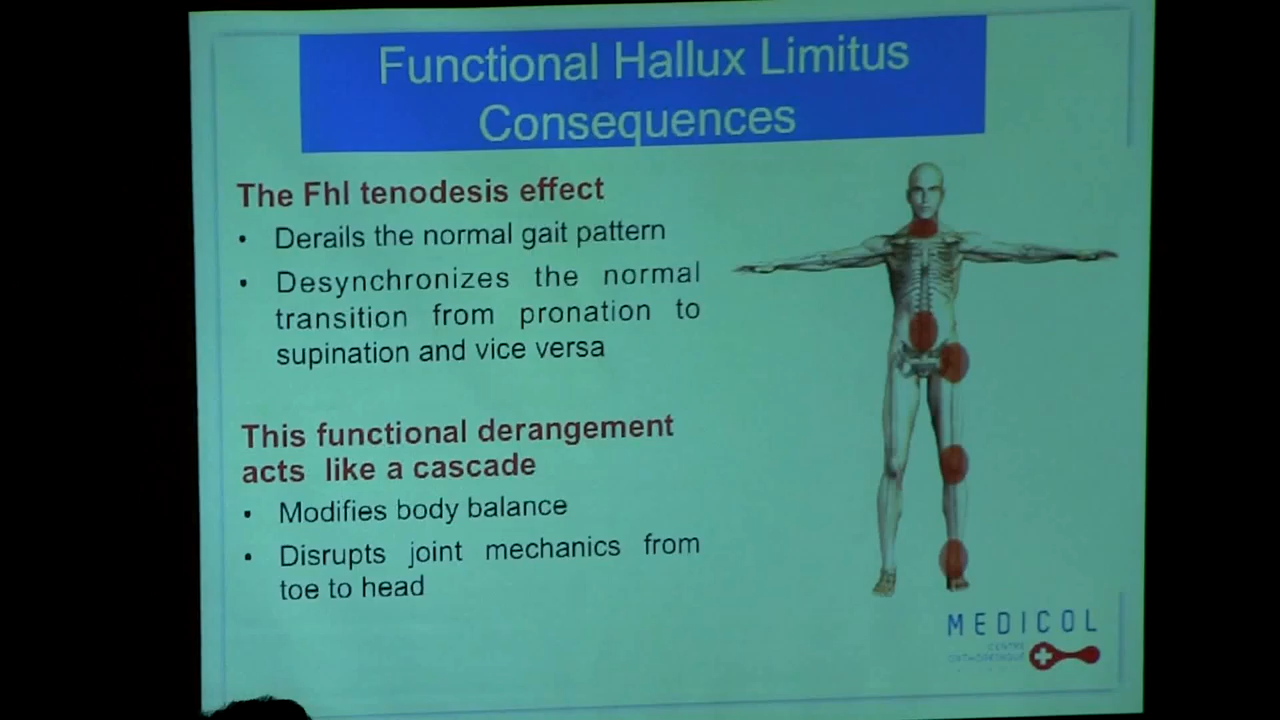 Functional Hallux Limitus
Consequences
The Fhl tenodesis effect
• Derails the normal gait pattern
• Desynchronizes the normal
transition from pronation to
supination and vice versa
This functional derangement
acts like a cascade
• Modifies body balance
• Disrupts joint mechanics from
toe to head
MEDICOL
CENTRE
ORTHOPEDIQUE